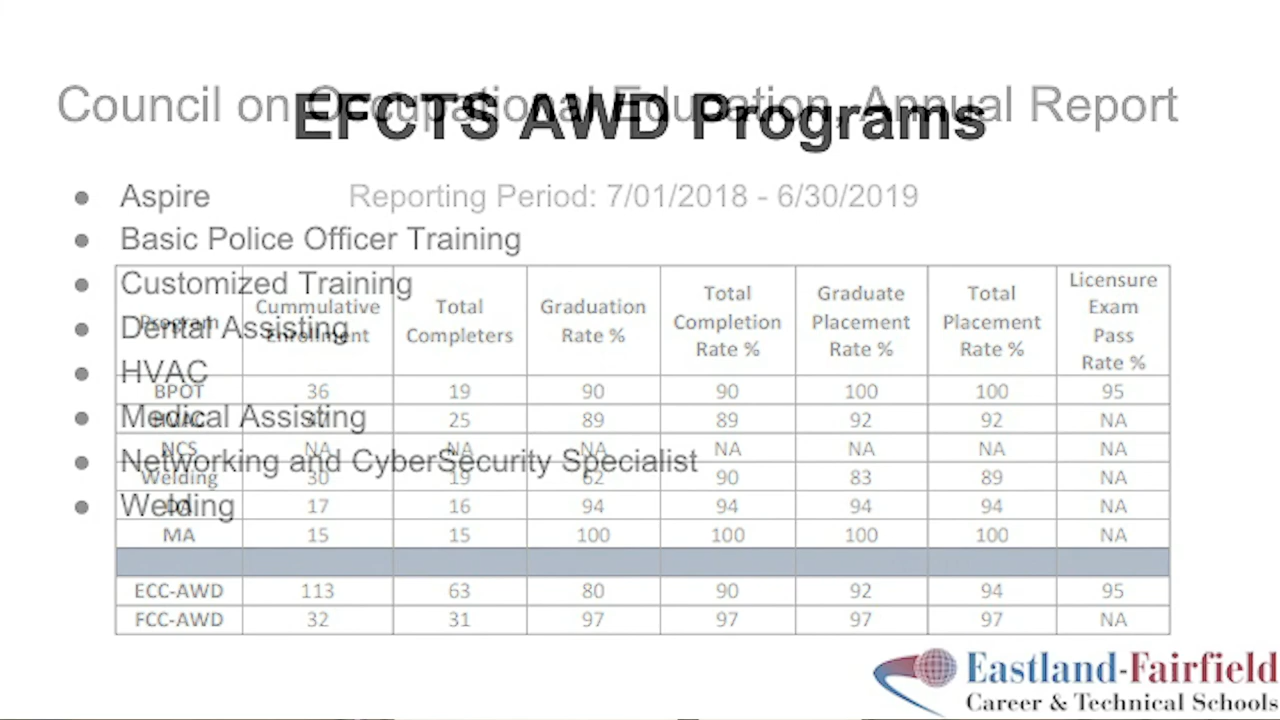 Council on Occupational Education, Annual Report
EFCTS AWD Programs
Reporting Period: 7/01/2018 - 6/30/2019
● Aspire
● Basic Police Officer Training
● Customized Training
● Dental Assisting
● HVAC
● Medical Assisting
● Networking and CyberSecurity Specialist
● Welding
Program Cummulative Enrollment Total Completers Graduation Rate % Total Completion Rate % Graduate Placement Rate % Total Placement Rate % Licensure Exam Pass Rate %
BPOT 36 19 90 90 100 100 95
HVAC 25 89 89 92 92 NA
NCS NA NA NA NA NA NA NA
Welding 30 19 62 90 83 89 NA
DA 17 16 94 94 94 94 NA
MA 15 15 100 100 100 100 NA
ECC-AWD 113 63 80 90 92 94 95
FCC-AWD 32 31 97 97 97 97 NA
Eastland-Fairfield
Career & Technical Schools